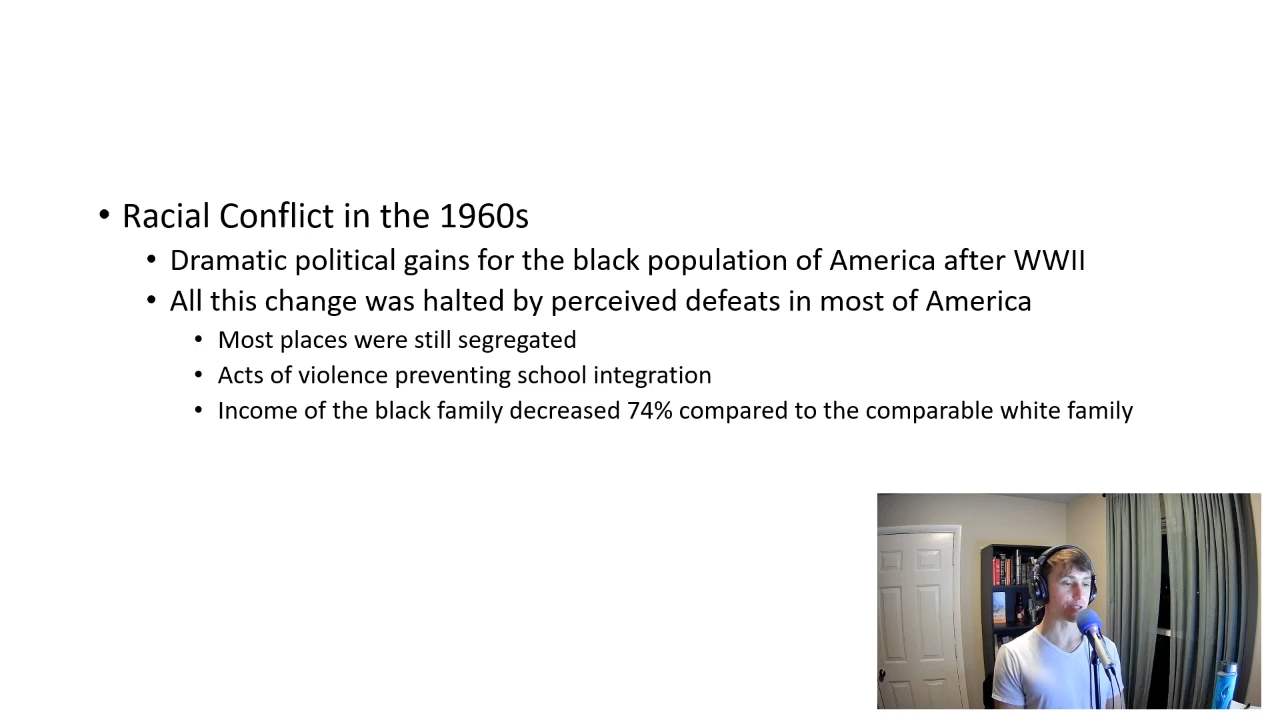 • Racial Conflict in the 1960s
• Dramatic political gains for the black population of America after WWII
• All this change was halted by perceived defeats in most of America
• Most places were still segregated
• Acts of violence preventing school integration
• Income of the black family decreased 74% compared to the comparable white family